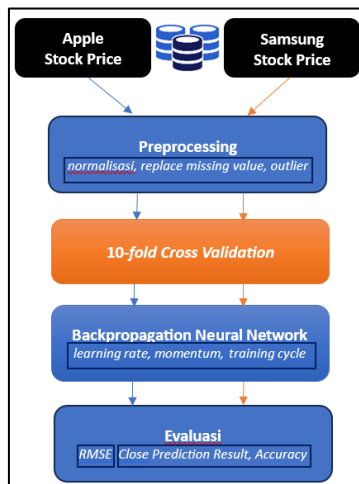 Apple
Stock Price
Samsung
Stock Price
Preprocessing
normalisasi, replace missing value, outlier
10-fold Cross Validation
Backpropagation Neural Network
learning rate, momentum, training cycle
Evaluasi
RMSE Close Prediction Result, Accuracy